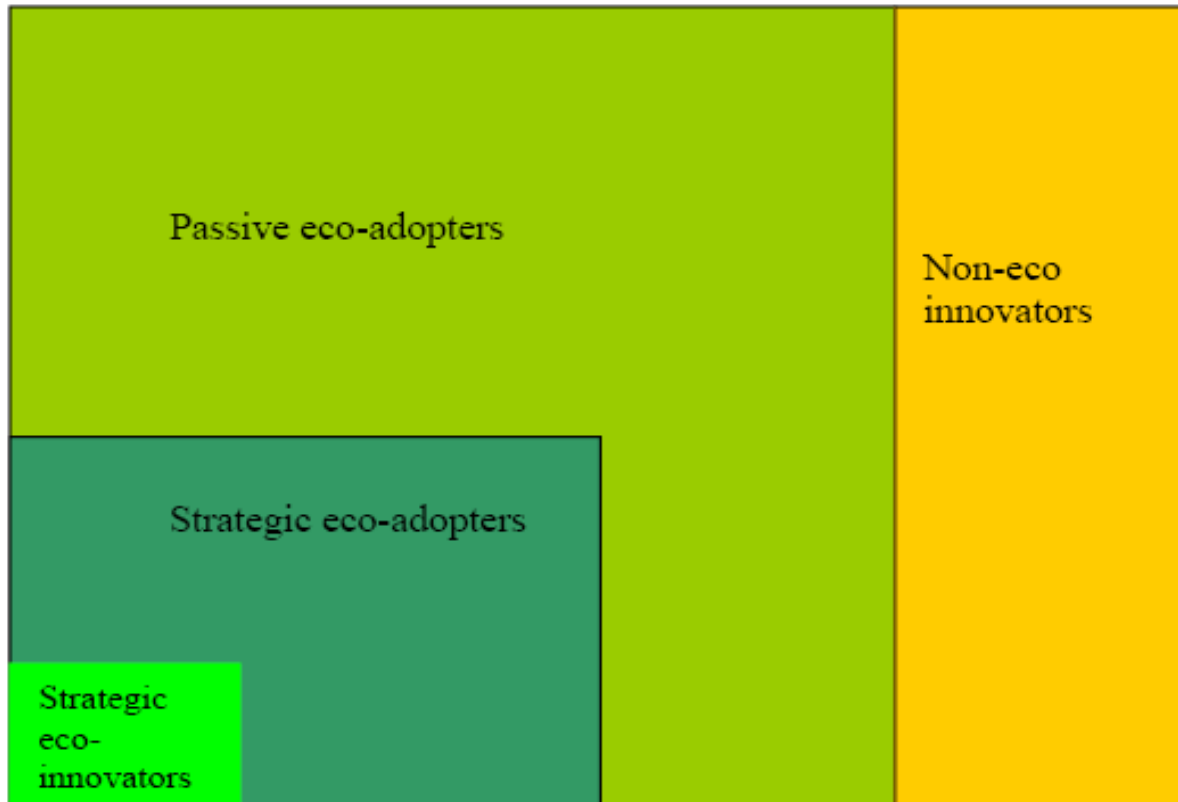 Passive eco-adopters
Non-eco
innovators
Strategic eco-adopters
Strategic
eco-
innovators